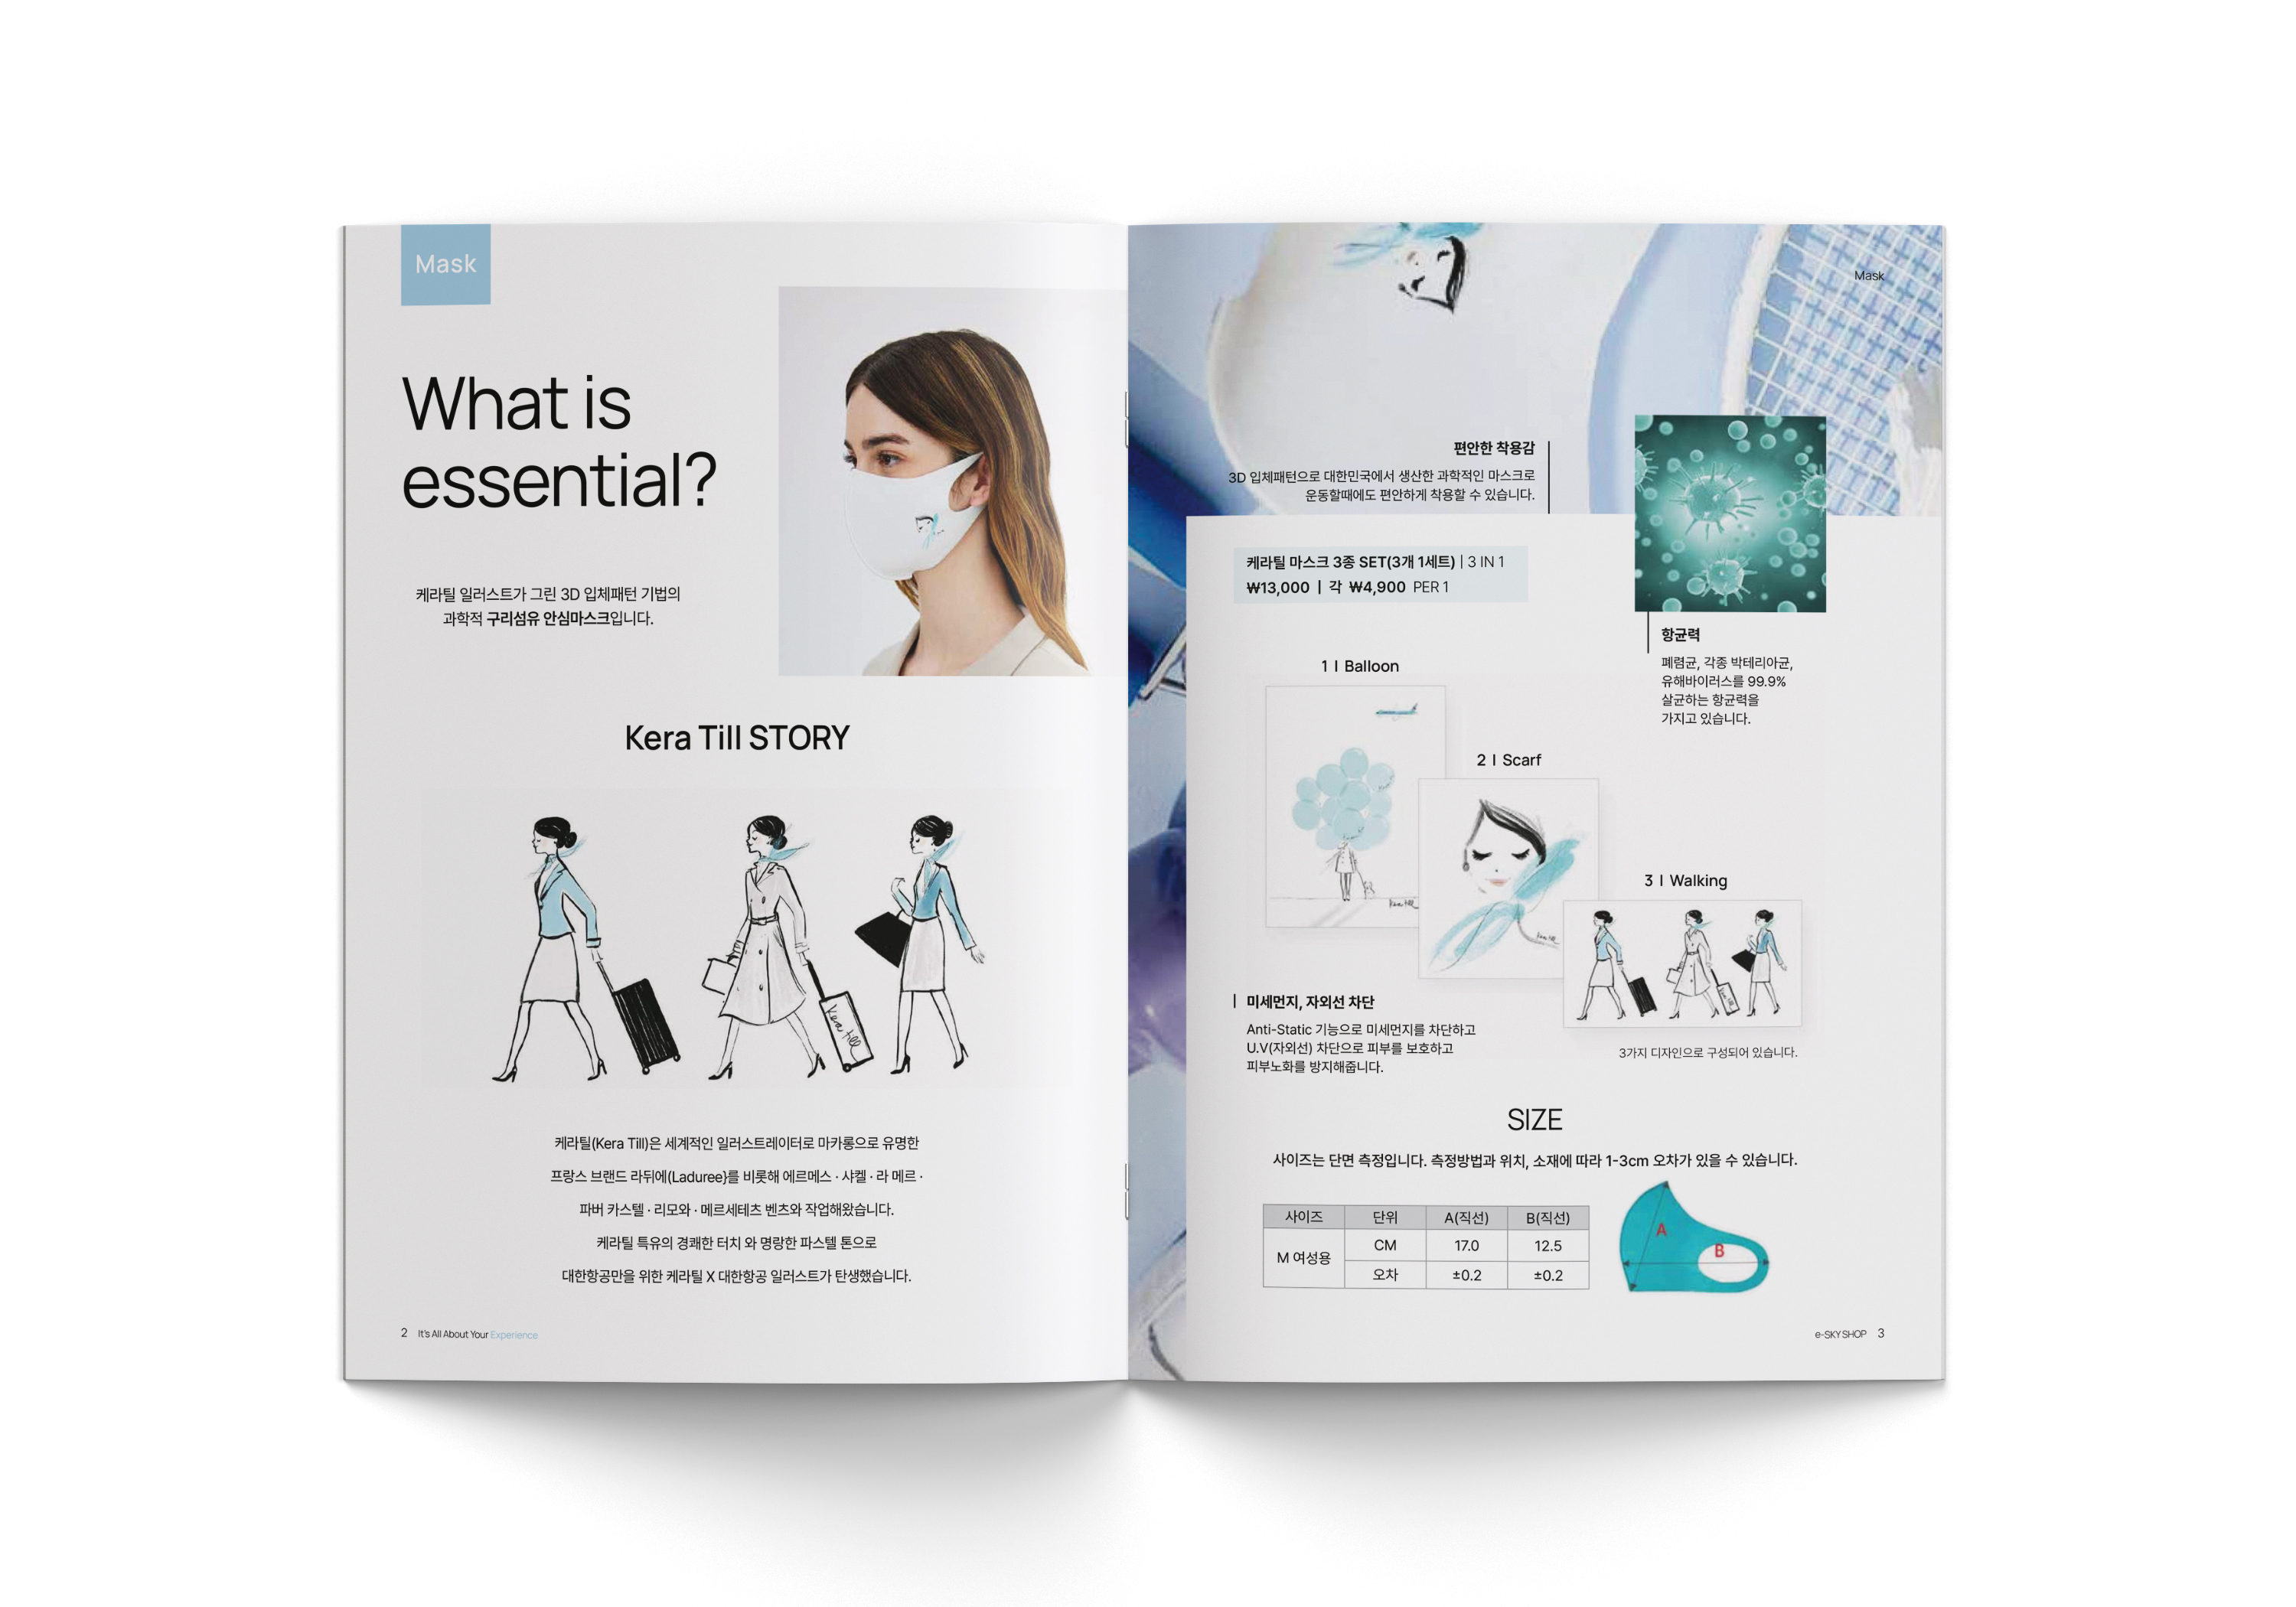 Mask
What is
essential?
케라틸 일러스트가 그린 3D 입체패턴 기법의
과학적 구리섬유 안심마스크입니다.
Kera Till STORY
Kera till
케라틸(Kera Till)은 세계적인 일러스트레이터로 마카롱으로 유명한
프랑스 브랜드 라뒤에(Laduree}를 비롯해 에르메스 · 샤켈 · 라 메르 ·
파버 카스텔 · 리모와 · 메르세테츠 벤츠와 작업해왔습니다.
케라틸 특유의 경쾌한 터치 와 명랑한 파스텔 톤으로
대한항공만을 위한 케라틸 X 대한항공 일러스트가 탄생했습니다.
2 It's All About Your Experience
Mask
편안한 착용감
3D 입체패턴으로 대한민국에서 생산한 과학적인 마스크로
운동할때에도 편안하게 착용할 수 있습니다.
케라틸 마스크 3종 SET(3개 1세트) | 3 IN 1
₩13,000 | 각 ₩4,900 PER 1
항균력
폐렴균, 각종 박테리아균,
유해바이러스를 99.9%
살균하는 항균력을
가지고 있습니다.
1 I Balloon
Kera till
2 I Scarf
Kera till
3 I Walking
3가지 디자인으로 구성되어 있습니다.
미세먼지, 자외선 차단
Anti-Static 기능으로 미세먼지를 차단하고
U.V(자외선) 차단으로 피부를 보호하고
피부노화를 방지해줍니다.
SIZE
사이즈는 단면 측정입니다. 측정방법과 위치, 소재에 따라 1-3cm 오차가 있을 수 있습니다.
사이즈 단위 A(직선) B(직선)
M 여성용 CM 17.0 12.5
오차 ±0.2 ±0.2
A
B
e-SKY SHOP 3